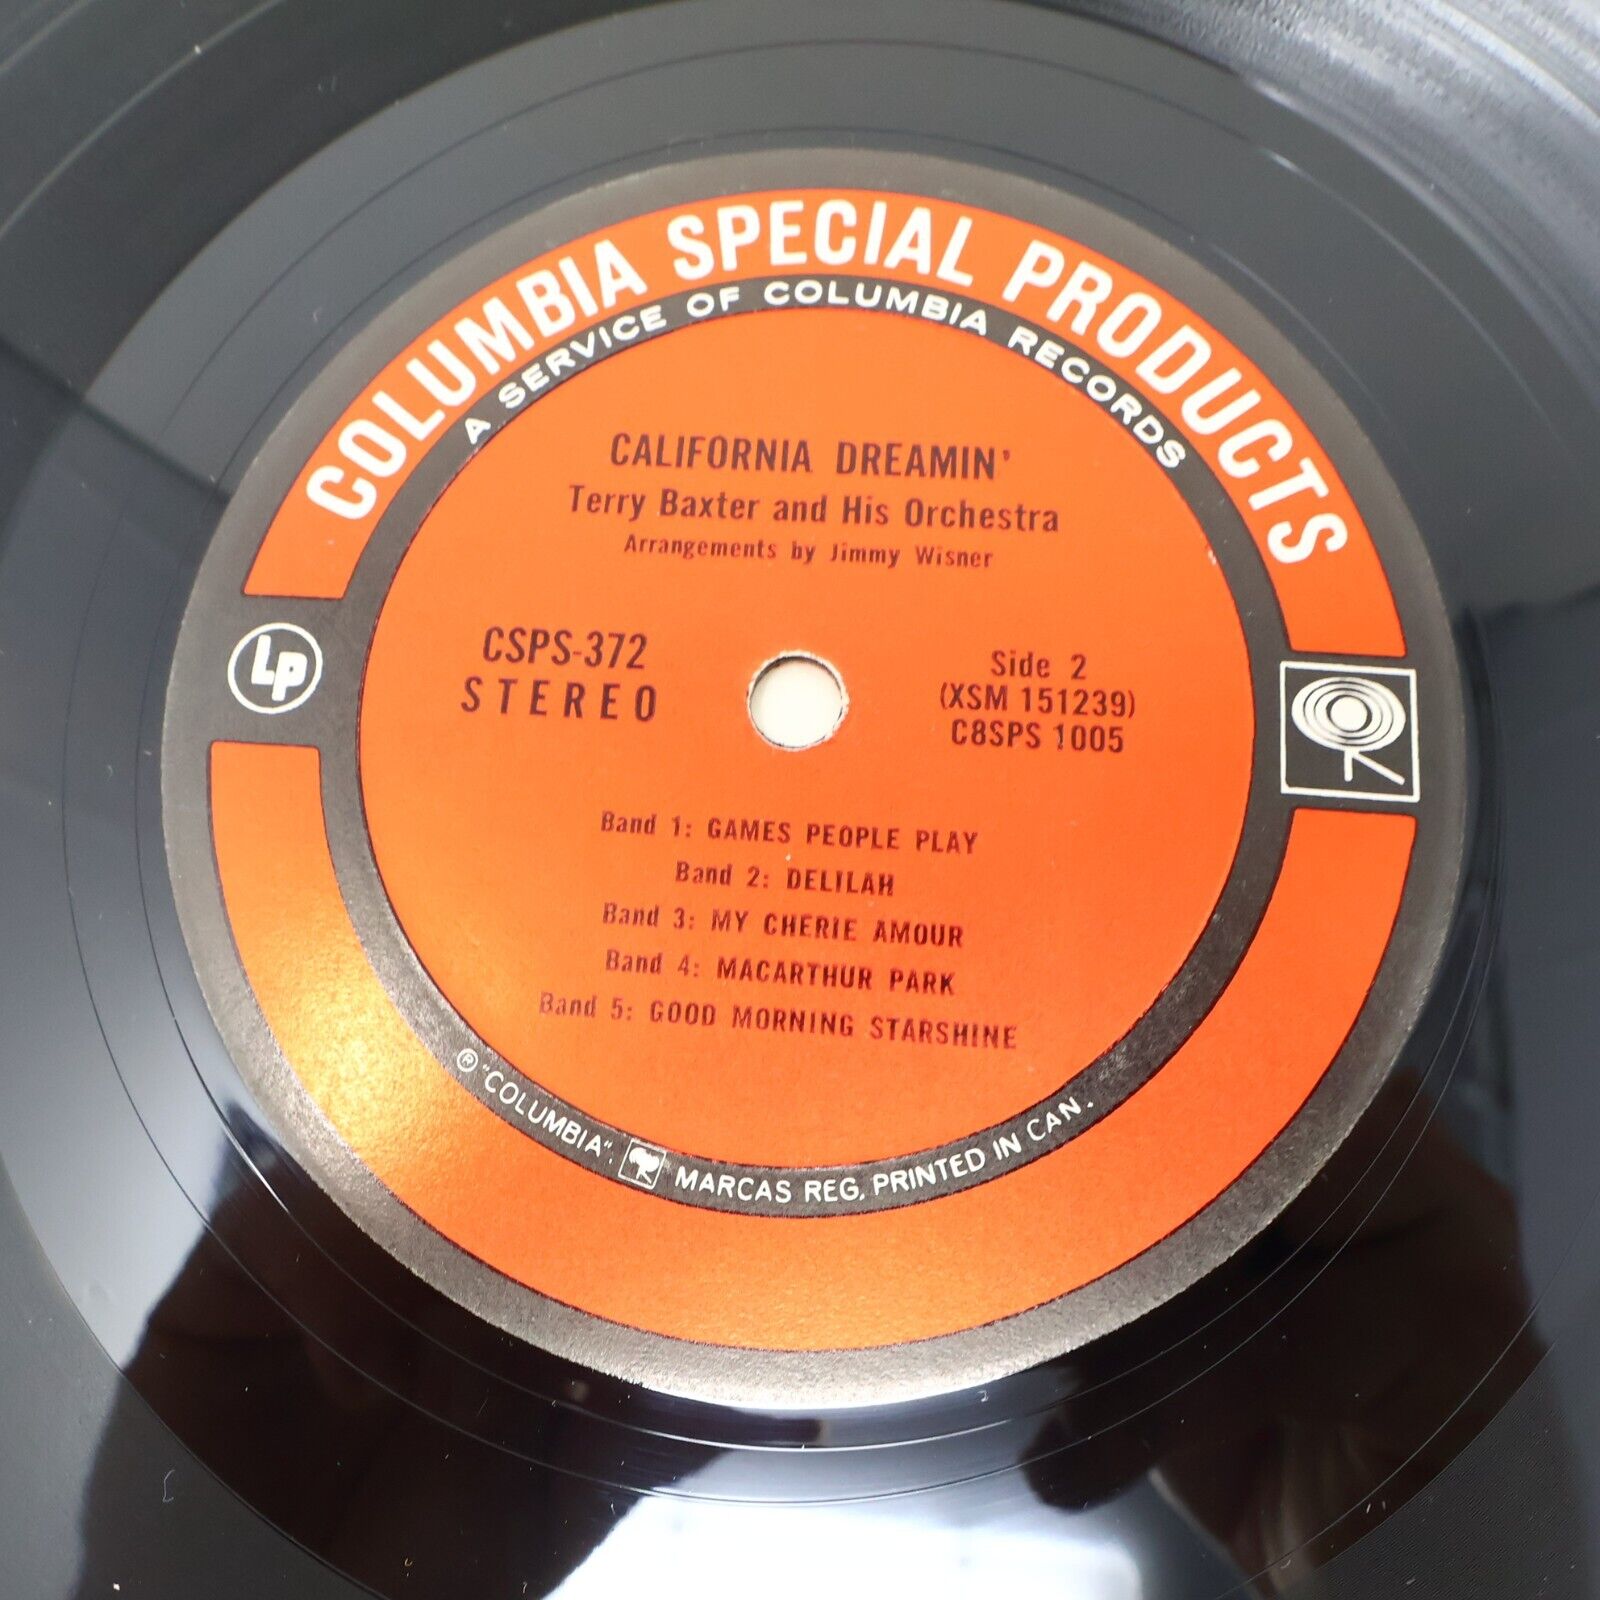 COLUMBIA SPECIAL PRODUCTS
A SERVICE OF COLUMBIA RECORDS
CALIFORNIA DREAMIN'
Terry Baxter and His Orchestra
Arrangements by Jimmy Wisner
LP
CSPS-372
STEREO
Side 2
(XSM 151239)
C8SPS 1005
Band 1: GAMES PEOPLE PLAY
Band 2: DELILAH
Band 3: MY CHERIE AMOUR
Band 4: MACARTHUR PARK
Band 5: GOOD MORNING STARSHINE
® "COLUMBIA", MARCAS REG. PRINTED IN CAN.